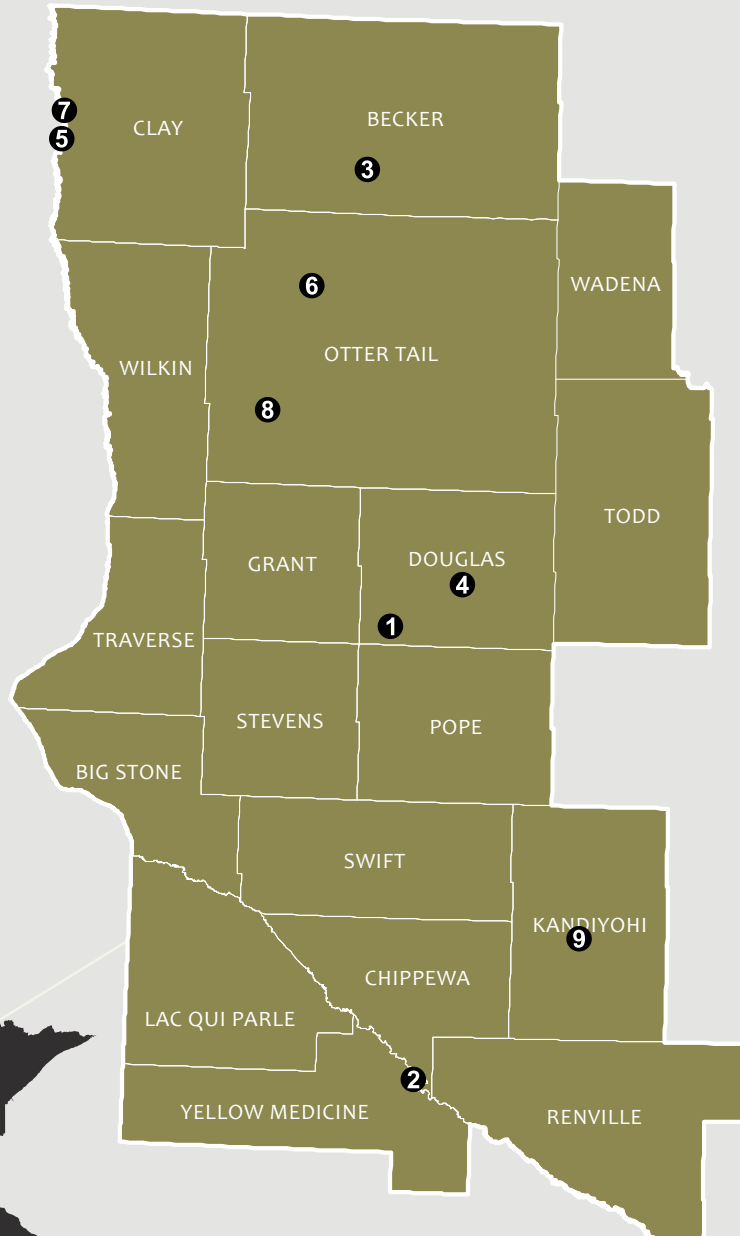 BECKER
7
CLAY
5
3
WADENA
6
OTTER TAIL
WILKIN
8
TODD
DOUGLAS
GRANT
4
1
TRAVERSE
STEVENS
POPE
BIG STONE
SWIFT
KANDIYOHI
9
CHIPPEWA
LAC QUI PARLE
2
YELLOW MEDICINE
RENVILLE